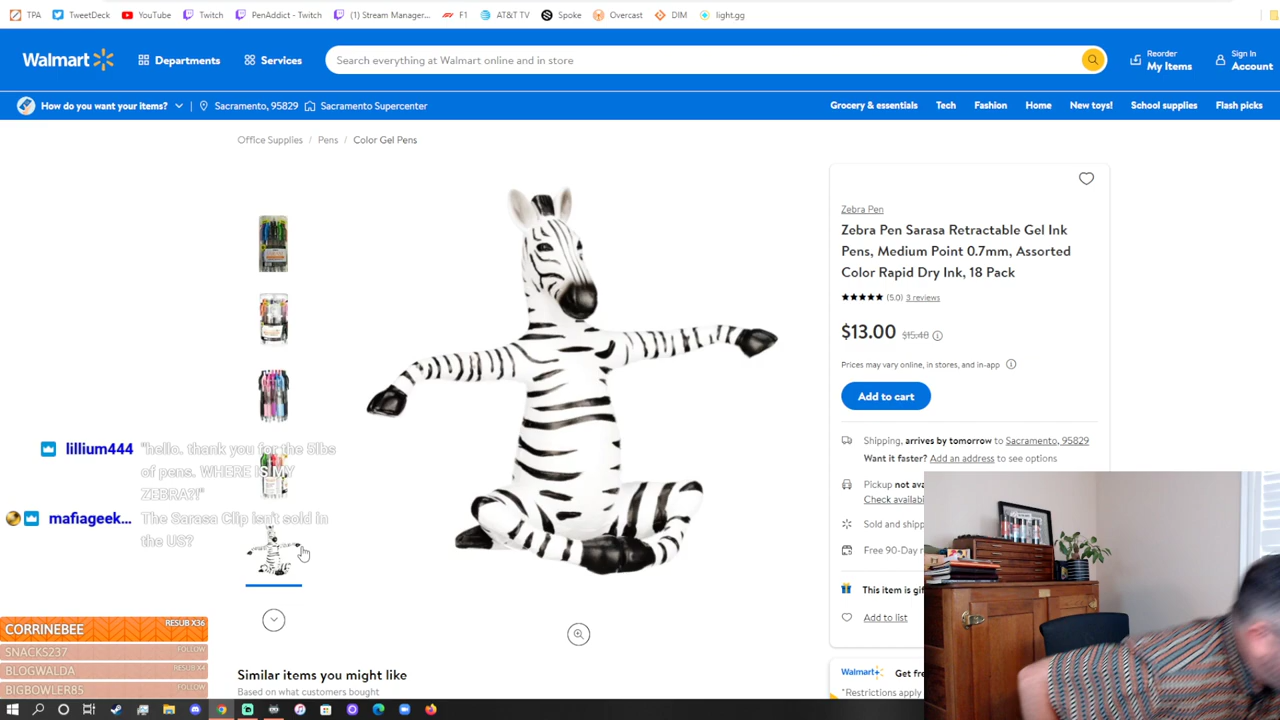 TPA
TweetDeck
YouTube
Twitch
PenAddict - Twitch
(1) Stream Manager...
F1
AT&T TV
Spoke
Overcast
DIM
light.gg
Walmart
Departments
Services
Search everything at Walmart online and in store
Reorder
My Items
Sign In
Account
How do you want your items?
Sacramento, 95829
Sacramento Supercenter
Grocery & essentials
Tech
Fashion
Home
New toys!
School supplies
Flash picks
Office Supplies / Pens / Color Gel Pens
Zebra Pen
Zebra Pen Sarasa Retractable Gel Ink
Pens, Medium Point 0.7mm, Assorted
Color Rapid Dry Ink, 18 Pack
(5.0) 3 reviews
$13.00 $15.48
Prices may vary online, in stores, and in-app
Add to cart
Shipping, arrives by tomorrow to Sacramento, 95829
Want it faster? Add an address to see options
Pickup not ava
Check availabi
Sold and shipp
Free 90-Day r
This item is gif
Add to list
Walmart+ Get fre
*Restrictions apply
lillium444 "hello. thank you for the 5lbs
of pens. WHERE IS MY
ZEBRA?!"
mafiageek... The Sarasa Clip isn't sold in
the US?
CORRINEBEE RESUB X36
SNACKS237 FOLLOW
BLOGWALDA RESUB X4
BIGBOWLER85 FOLLOW
Similar items you might like
Based on what customers bought